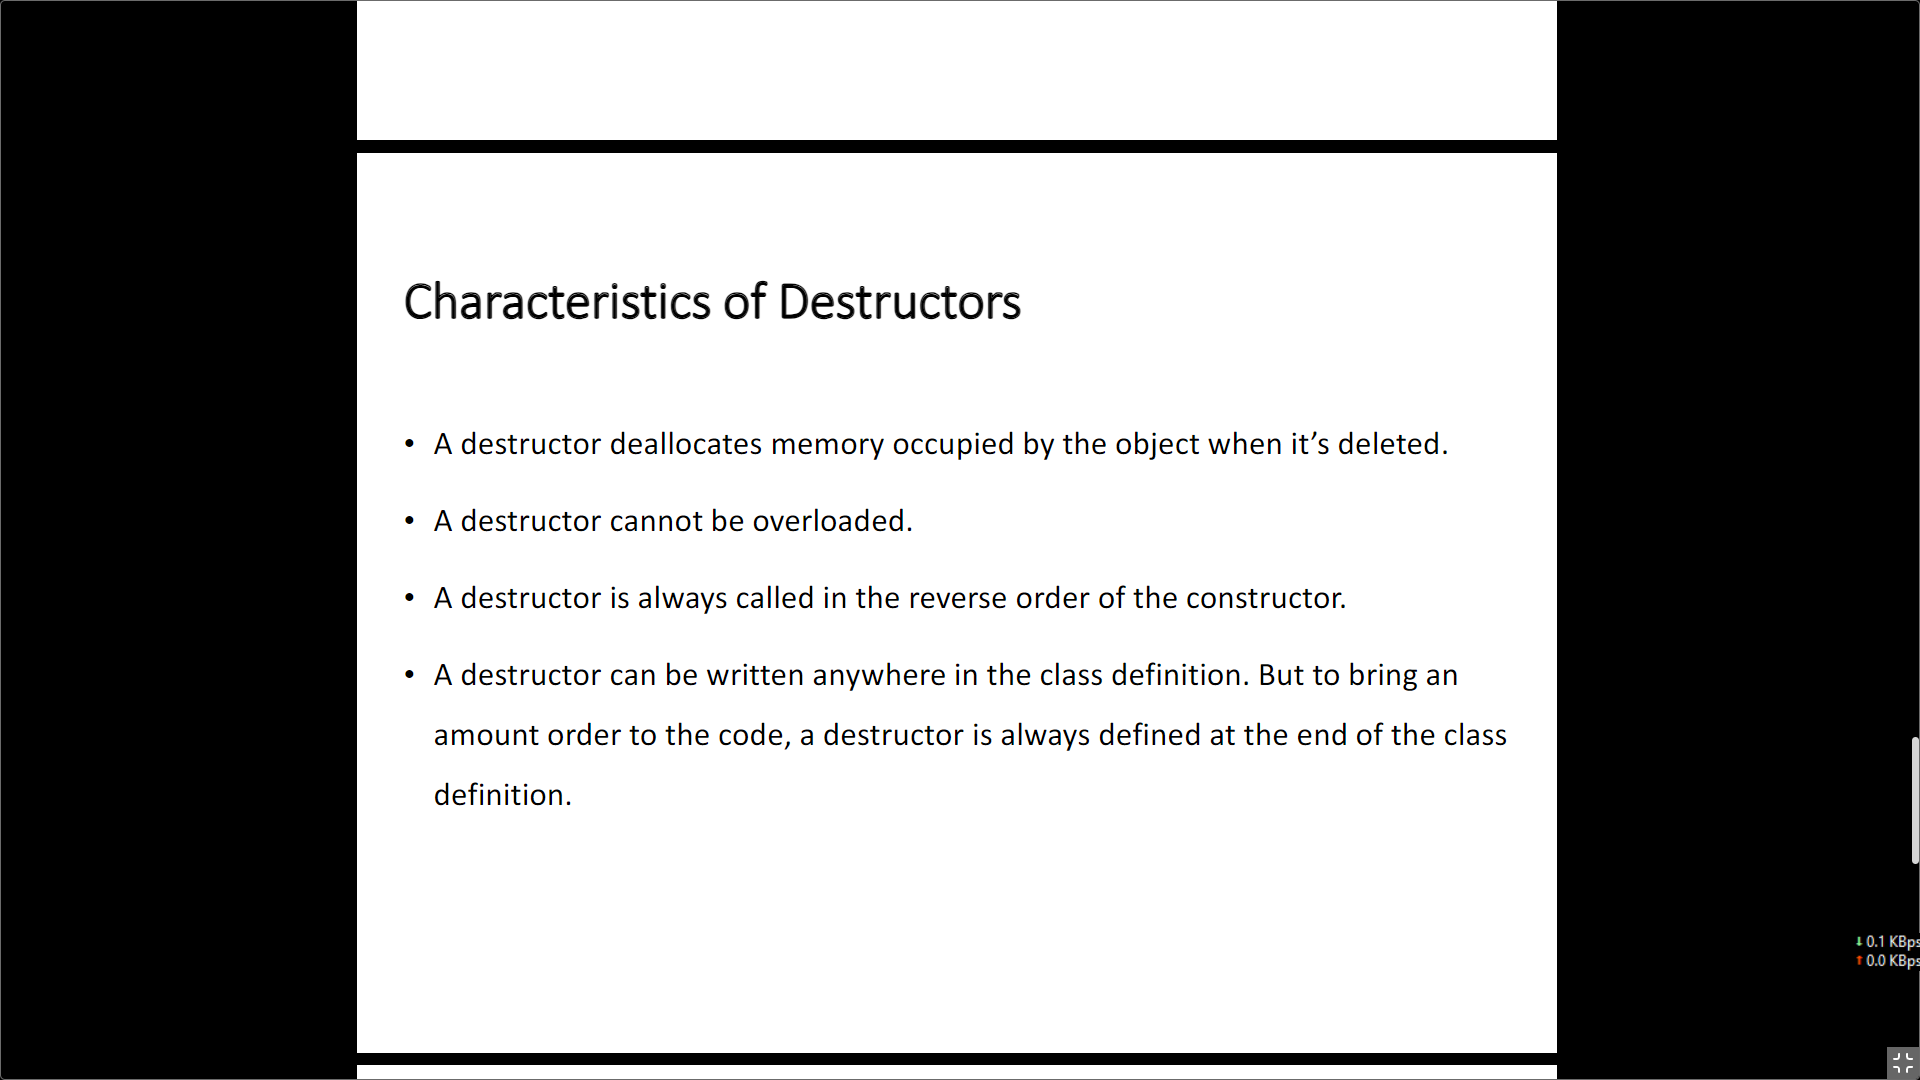 Characteristics of Destructors
• A destructor deallocates memory occupied by the object when it’s deleted.
• A destructor cannot be overloaded.
• A destructor is always called in the reverse order of the constructor.
• A destructor can be written anywhere in the class definition. But to bring an
amount order to the code, a destructor is always defined at the end of the class
definition.
↓ 0.1 KBps
↑ 0.0 KBps